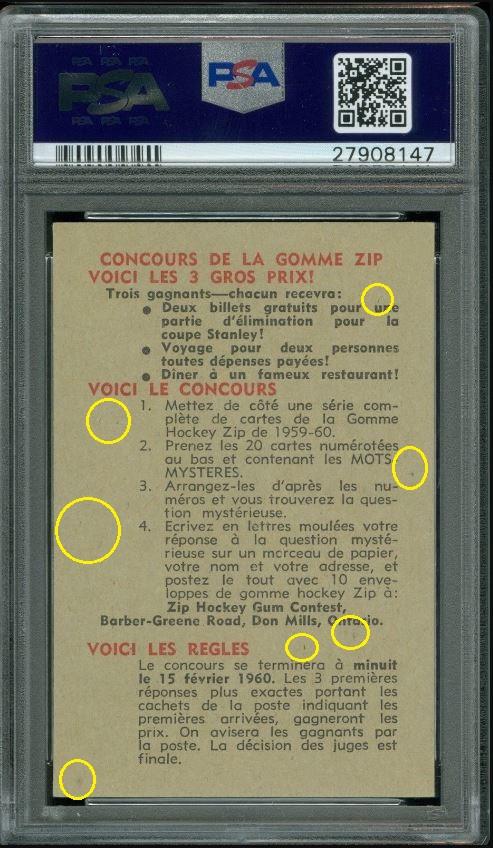 PSA PSA PSA
PSA
PSA PSA PSA
PSA
27908147
CONCOURS DE LA GOMME ZIP
VOICI LES 3 GROS PRIX!
Trois gagnants—chacun recevra:
● Deux billets gratuits pour une
partie d'élimination pour la
coupe Stanley!
● Voyage pour deux personnes
toutes dépenses payées!
● Dîner à un fameux restaurant!
VOICI LE CONCOURS
1. Mettez de côté une série com-
plète de cartes de la Gomme
Hockey Zip de 1959-60.
2. Prenez les 20 cartes numérotées
au bas et contenant les MOTS
MYSTERES.
3. Arrangez-les d'après les nu-
méros et vous trouverez la ques-
tion mystérieuse.
4. Ecrivez en lettres moulées votre
réponse à la question mysté-
rieuse sur un morceau de papier,
votre nom et votre adresse, et
postez le tout avec 10 enve-
loppes de gomme hockey Zip à:
Zip Hockey Gum Contest,
Barber-Greene Road, Don Mills, Ontario.
VOICI LES REGLES
Le concours se terminera à minuit
le 15 février 1960. Les 3 premières
réponses plus exactes portant les
cachets de la poste indiquant les
premières arrivées, gagneront les
prix. On avisera les gagnants par
la poste. La décision des juges est
finale.